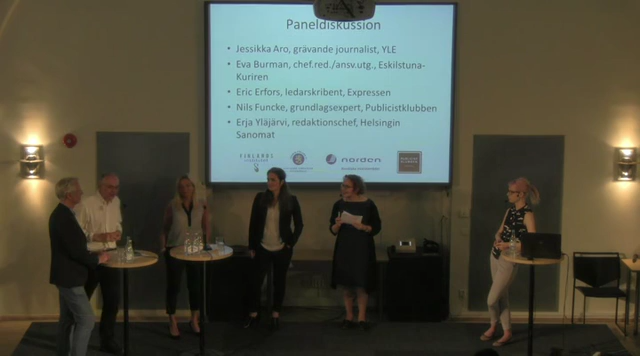 Paneldiskussion
• Jessikka Aro, grävande journalist, YLE
• Eva Burman, chef.red./ansv.utg., Eskilstuna-
Kuriren
• Eric Erfors, ledarskribent, Expressen
• Nils Funcke, grundlagsexpert, Publicistklubben
• Erja Yläjärvi, redaktionschef, Helsingin
Sanomat
FINLANDS
norden